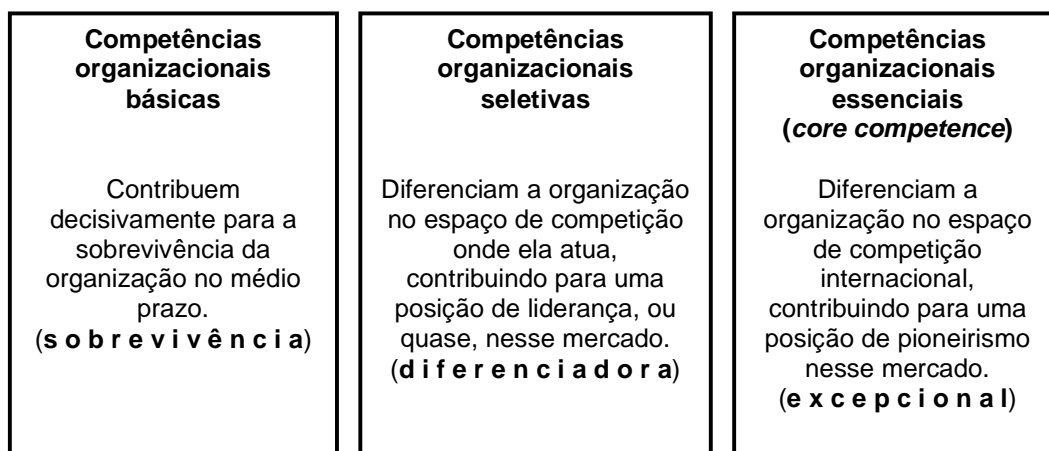 Competências
organizacionais
básicas
Contribuem
decisivamente para a
sobrevivência da
organização no médio
prazo.
(s o b r e v i v ê n c i a)
Competências
organizacionais
seletivas
Diferenciam a organização
no espaço de competição
onde ela atua,
contribuindo para uma
posição de liderança, ou
quase, nesse mercado.
(d i f e r e n c i a d o r a)
Competências
organizacionais
essenciais
(core competence)
Diferenciam a
organização no espaço
de competição
internacional,
contribuindo para uma
posição de pioneirismo
nesse mercado.
(e x c e p c i o n a l)